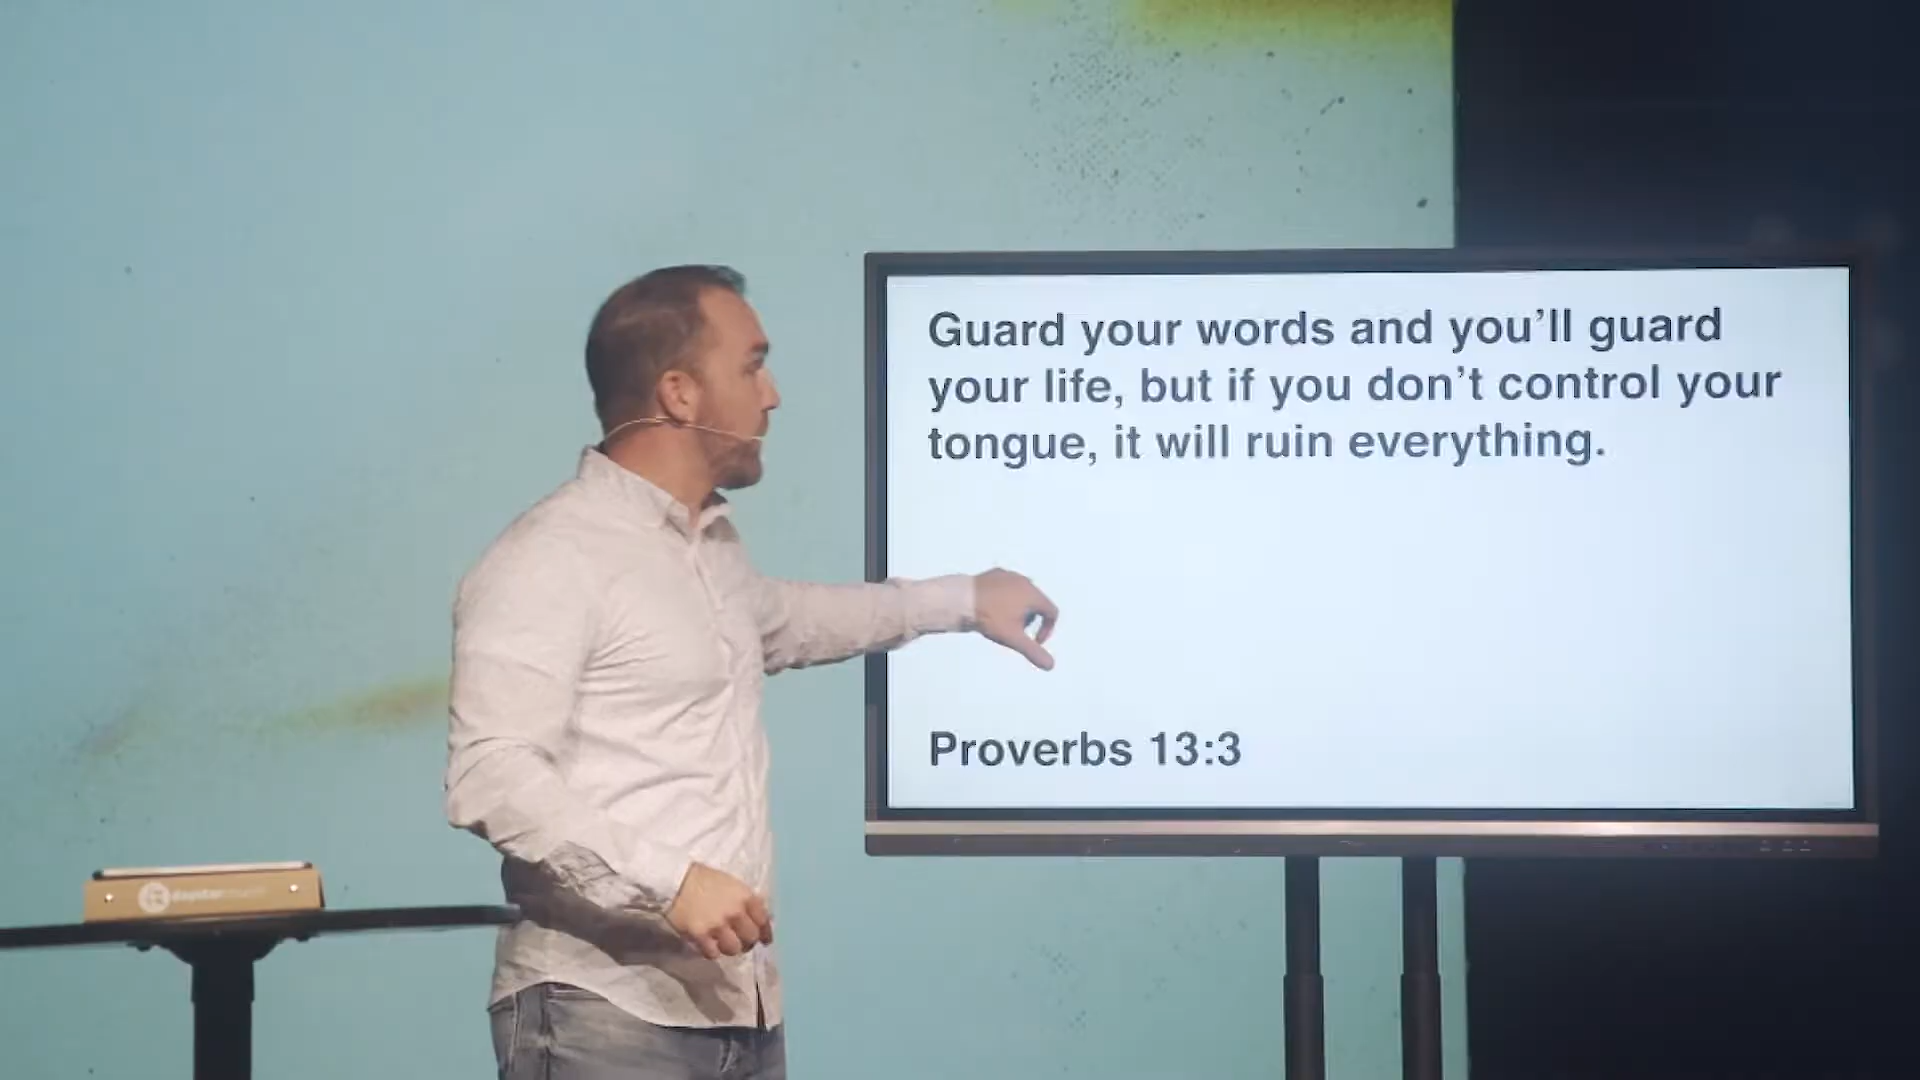 Guard your words and you'll guard
your life, but if you don't control your
tongue, it will ruin everything.
Proverbs 13:3